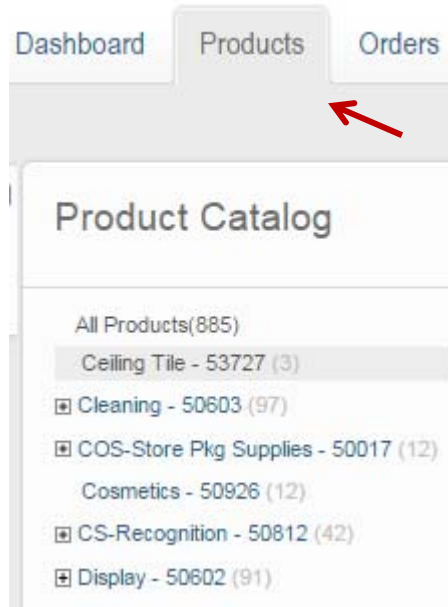 Dashboard Products Orders
Product Catalog
All Products(885)
Ceiling Tile - 53727 (3)
Cleaning - 50603 (97)
COS-Store Pkg Supplies - 50017 (12)
Cosmetics - 50926 (12)
CS-Recognition - 50812 (42)
Display - 50602 (91)